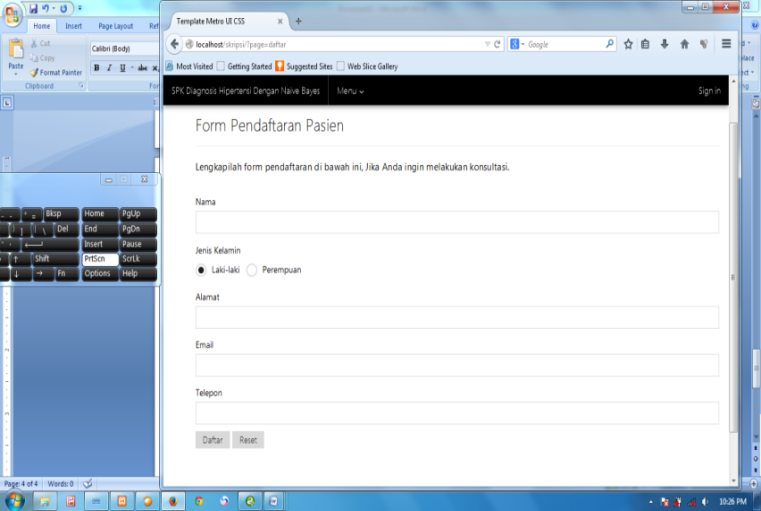 Home Insert Page Layout Ref
Paste
Cut
Copy
Format Painter
Clipboard
Calibri (Body)
B I U abc x,
Template Metro UI CSS
localhost/skripsi/?page=daftar
Google
Most Visited Getting Started Suggested Sites Web Slice Gallery
SPK Diagnosis Hipertensi Dengan Naive Bayes Menu Sign in
Form Pendaftaran Pasien
Lengkapilah form pendaftaran di bawah ini, Jika Anda ingin melakukan konsultasi.
Nama
Jenis Kelamin
Laki-laki Perempuan
Alamat
Email
Telepon
Daftar Reset
Bksp Home PgUp
Del End PgDn
Insert Pause
Shift PrtScn ScrLk
Fn Options Help
Page: 4 of 4 Words: 0
10:26 PM